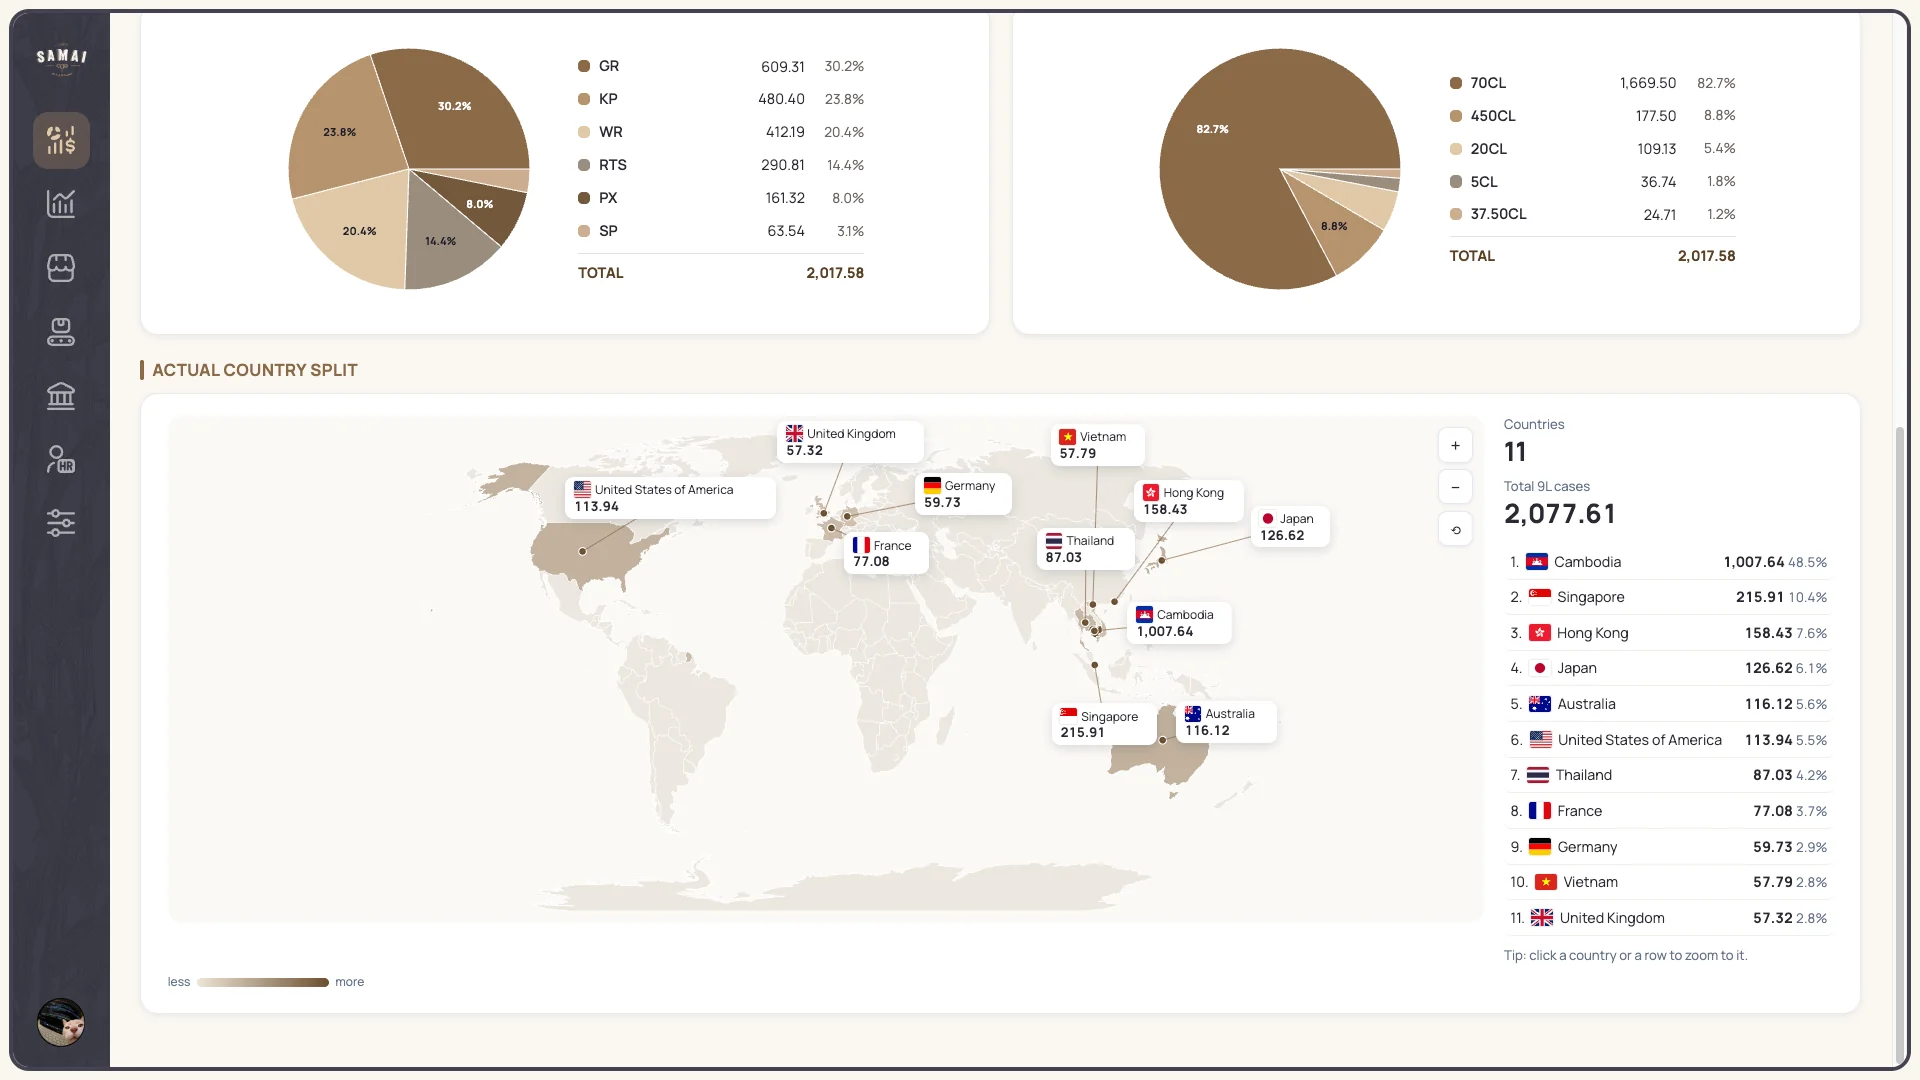 SAMAI
30.2%
23.8%
20.4%
14.4%
8.0%
GR 609.31 30.2%
KP 480.40 23.8%
WR 412.19 20.4%
RTS 290.81 14.4%
PX 161.32 8.0%
SP 63.54 3.1%
TOTAL 2,017.58
82.7%
8.8%
70CL 1,669.50 82.7%
450CL 177.50 8.8%
20CL 109.13 5.4%
5CL 36.74 1.8%
37.50CL 24.71 1.2%
TOTAL 2,017.58
HR
ACTUAL COUNTRY SPLIT
United Kingdom
57.32
Vietnam
57.79
United States of America
113.94
Germany
59.73
Hong Kong
158.43
Japan
126.62
France
77.08
Thailand
87.03
Cambodia
1,007.64
Singapore
215.91
Australia
116.12
+
−
⟲
less
more
Countries
11
Total 9L cases
2,077.61
1. Cambodia 1,007.64 48.5%
2. Singapore 215.91 10.4%
3. Hong Kong 158.43 7.6%
4. Japan 126.62 6.1%
5. Australia 116.12 5.6%
6. United States of America 113.94 5.5%
7. Thailand 87.03 4.2%
8. France 77.08 3.7%
9. Germany 59.73 2.9%
10. Vietnam 57.79 2.8%
11. United Kingdom 57.32 2.8%
Tip: click a country or a row to zoom to it.